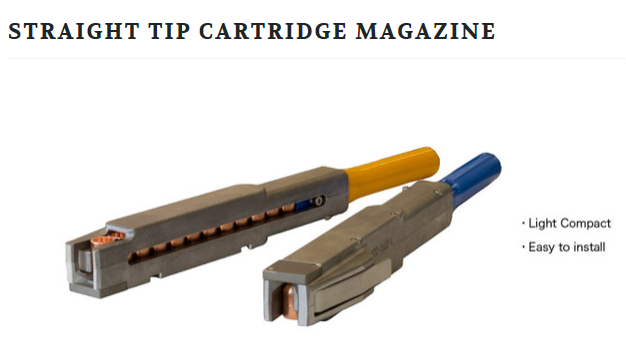 STRAIGHT TIP CARTRIDGE MAGAZINE
· Light Compact
· Easy to install